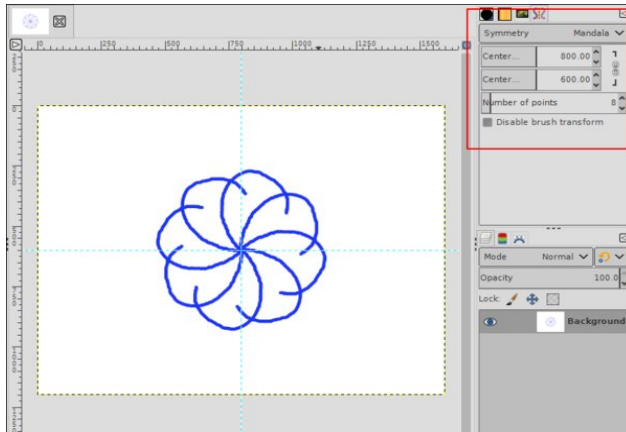 0 250 500 750 1000 1250 1500
Symmetry Mandala
Center... 800.00
Center... 600.00
Number of points 8
Disable brush transform
Mode Normal
Opacity 100.0
Lock:
Background